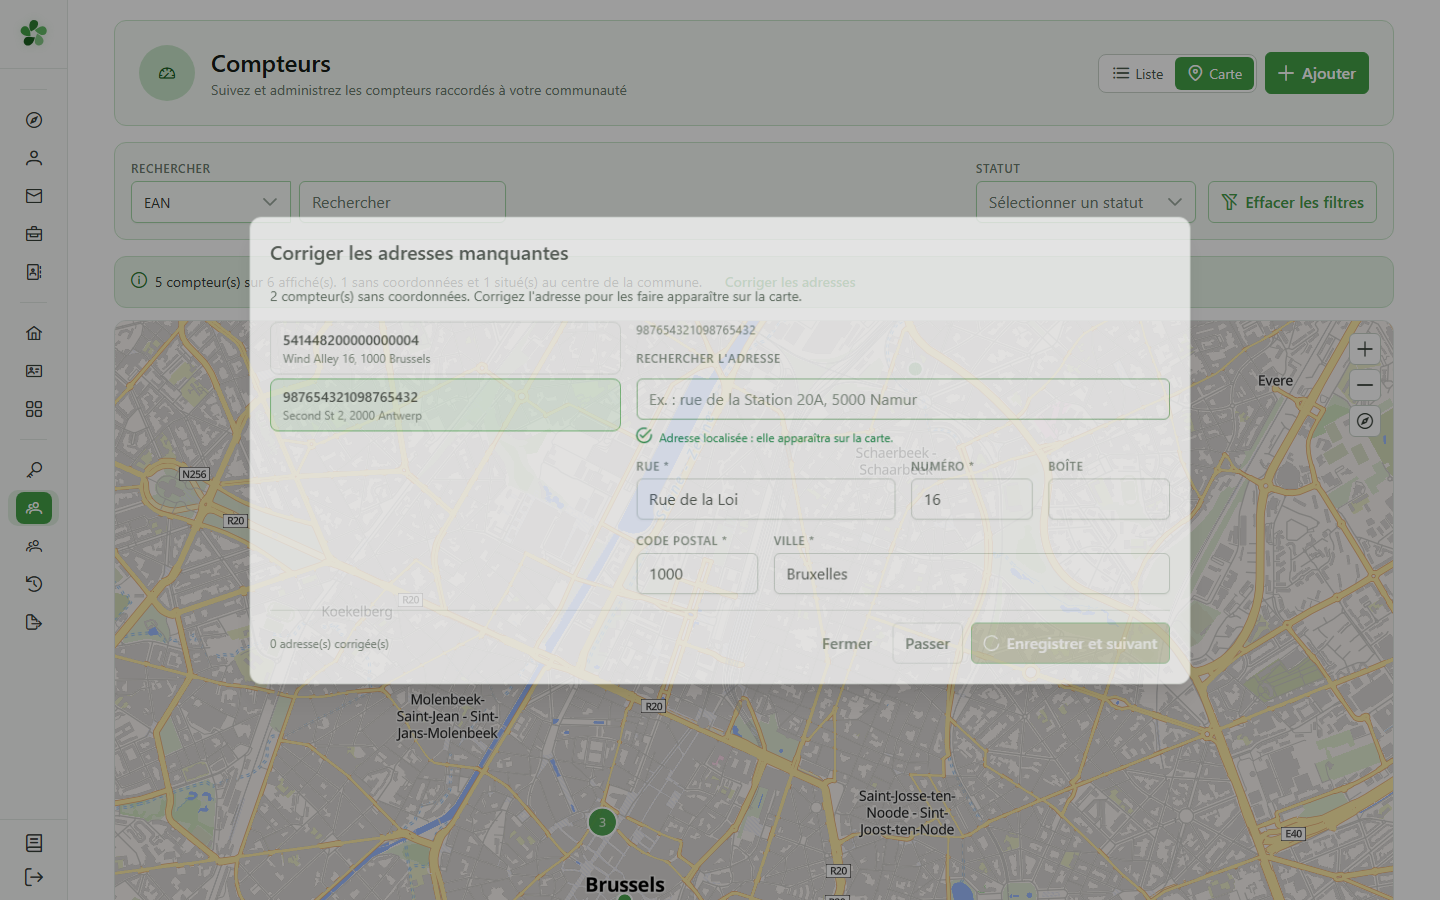 Compteurs
Suivez et administrez les compteurs raccordés à votre communauté
Liste
Carte
Ajouter
RECHERCHER
STATUT
EAN
Rechercher
Sélectionner un statut
Effacer les filtres
5 compteur(s) sur 6 affiché(s). 1 sans coordonnées et 1 situé(s) au centre de la commune.
Corriger les adresses
Corriger les adresses manquantes
2 compteur(s) sans coordonnées. Corrigez l'adresse pour les faire apparaître sur la carte.
541448200000000004
Wind Alley 16, 1000 Brussels
987654321098765432
Second St 2, 2000 Antwerp
987654321098765432
RECHERCHER L'ADRESSE
Ex. : rue de la Station 20A, 5000 Namur
Adresse localisée : elle apparaîtra sur la carte.
RUE *
NUMÉRO *
BOÎTE
Rue de la Loi
16
CODE POSTAL *
VILLE *
1000
Bruxelles
0 adresse(s) corrigée(s)
Fermer
Passer
Enregistrer et suivant
Evere
Schaerbeek -
Schaarbeek
N256
R20
Koekelberg
R20
Molenbeek-
Saint-Jean - Sint-
Jans-Molenbeek
R20
Saint-Josse-ten-
Noode - Sint-
Joost-ten-Node
3
E40
R20
Brussels